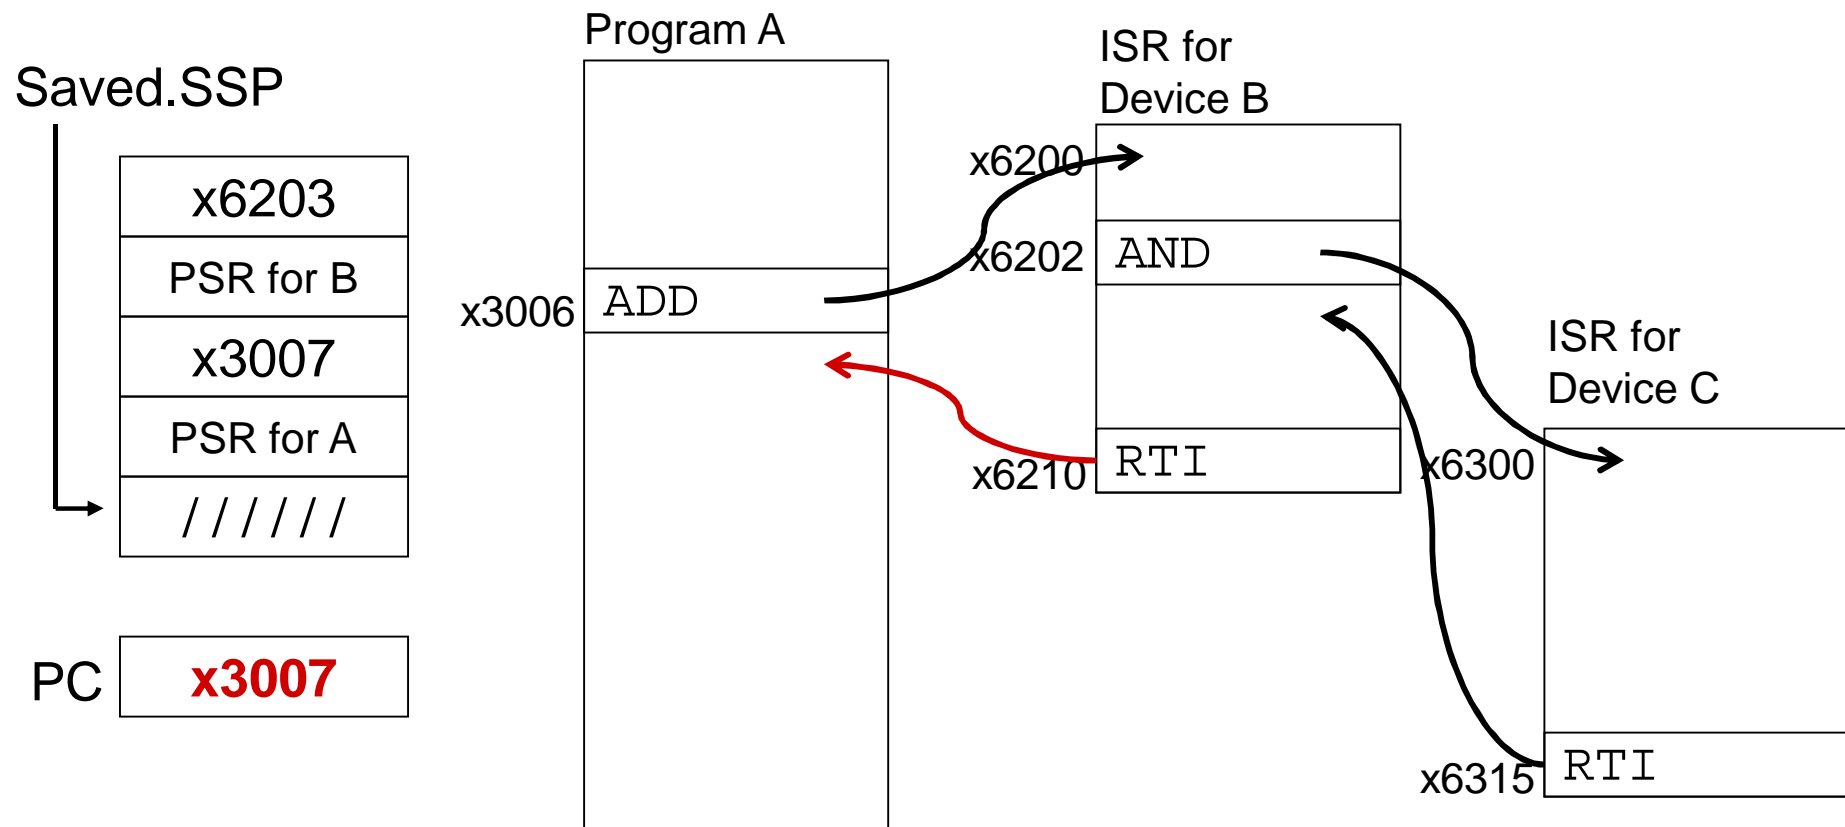 Saved.SSP
x6203
PSR for B
x3007
PSR for A
//////
PC
x3007
Program A
x3006
ADD
ISR for
Device B
x6200
x6202
AND
x6210
RTI
ISR for
Device C
x6300
x6315
RTI